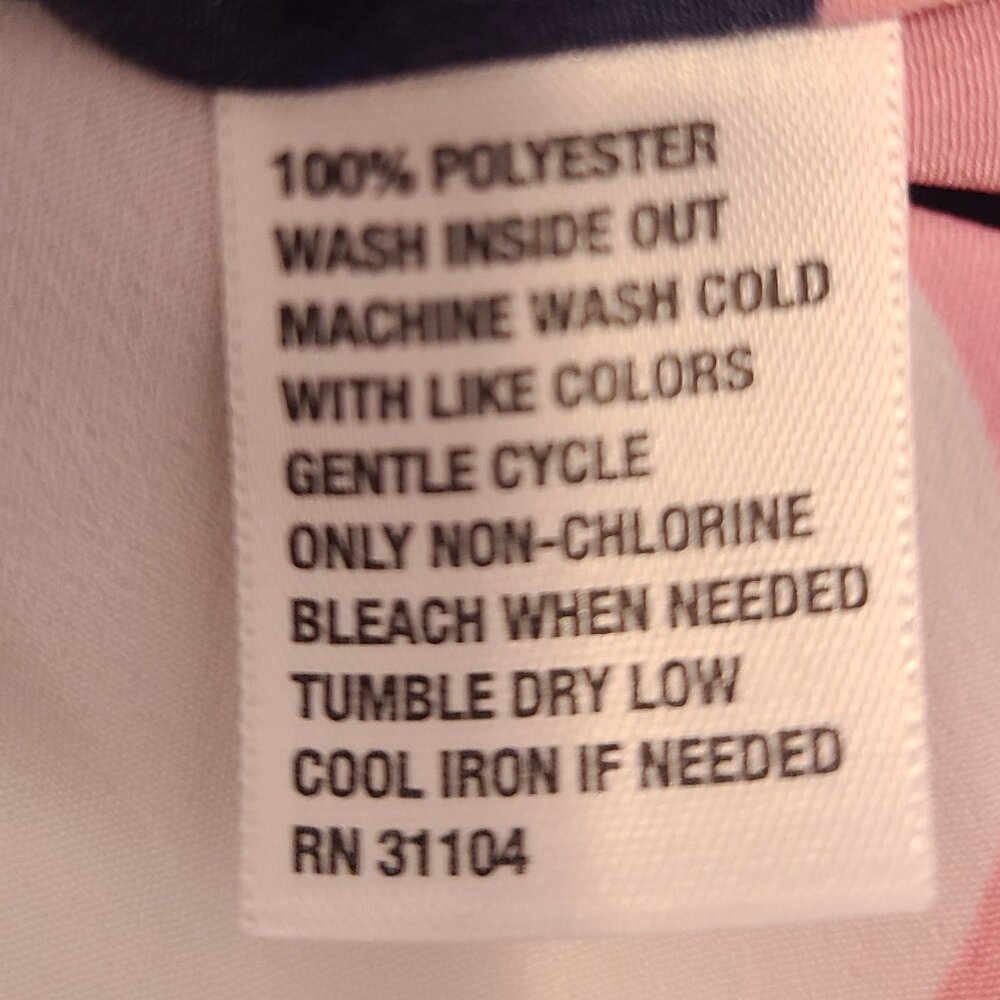 100% POLYESTER
WASH INSIDE OUT
MACHINE WASH COLD
WITH LIKE COLORS
GENTLE CYCLE
ONLY NON-CHLORINE
BLEACH WHEN NEEDED
TUMBLE DRY LOW
COOL IRON IF NEEDED
RN 31104